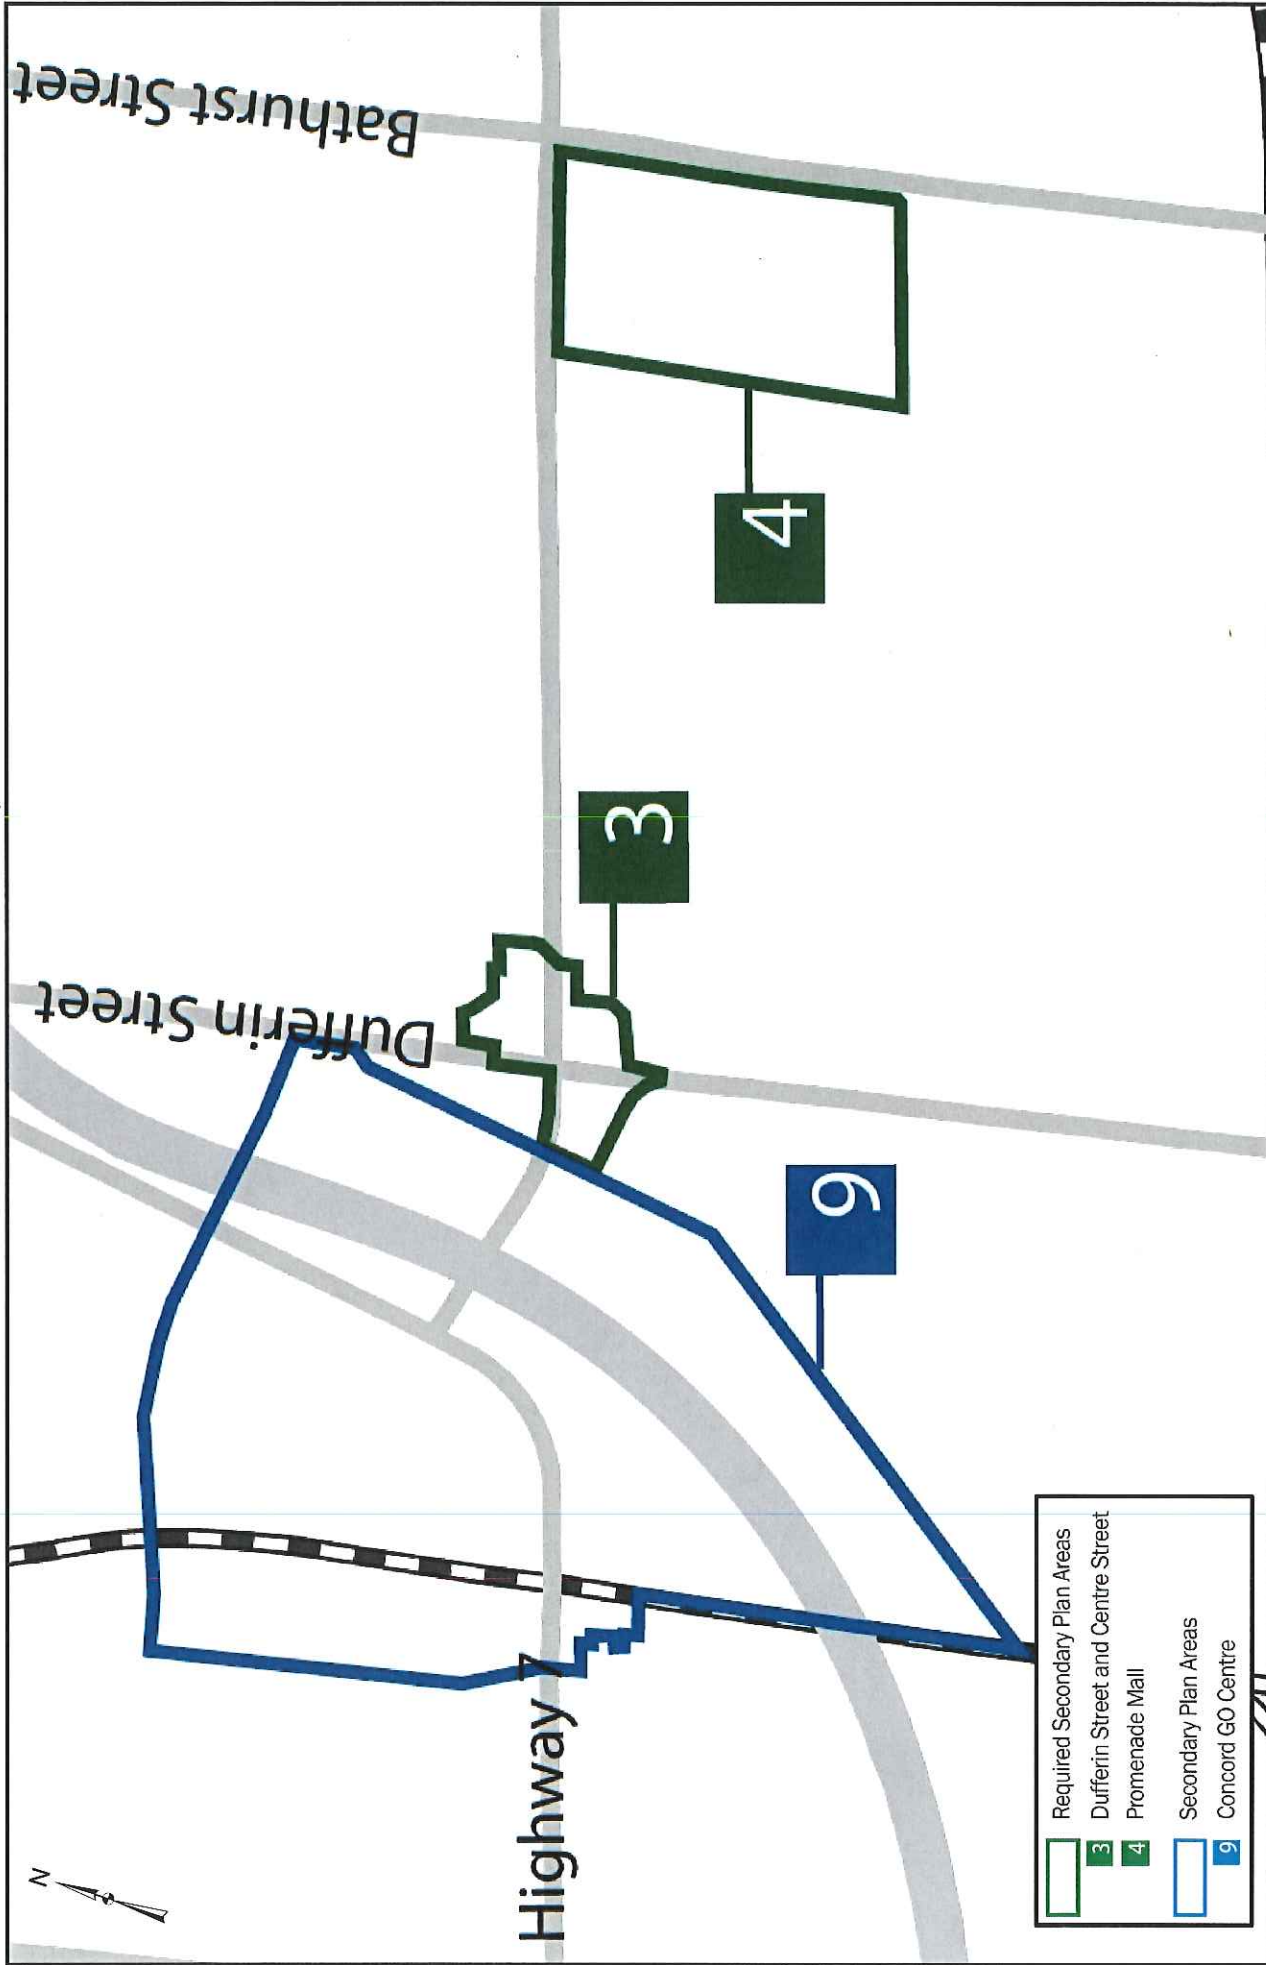 Bathurst Street
Dufferin Street
Highway 7
N
4
3
9
Required Secondary Plan Areas
3 Dufferin Street and Centre Street
4 Promenade Mall
Secondary Plan Areas
9 Concord GO Centre